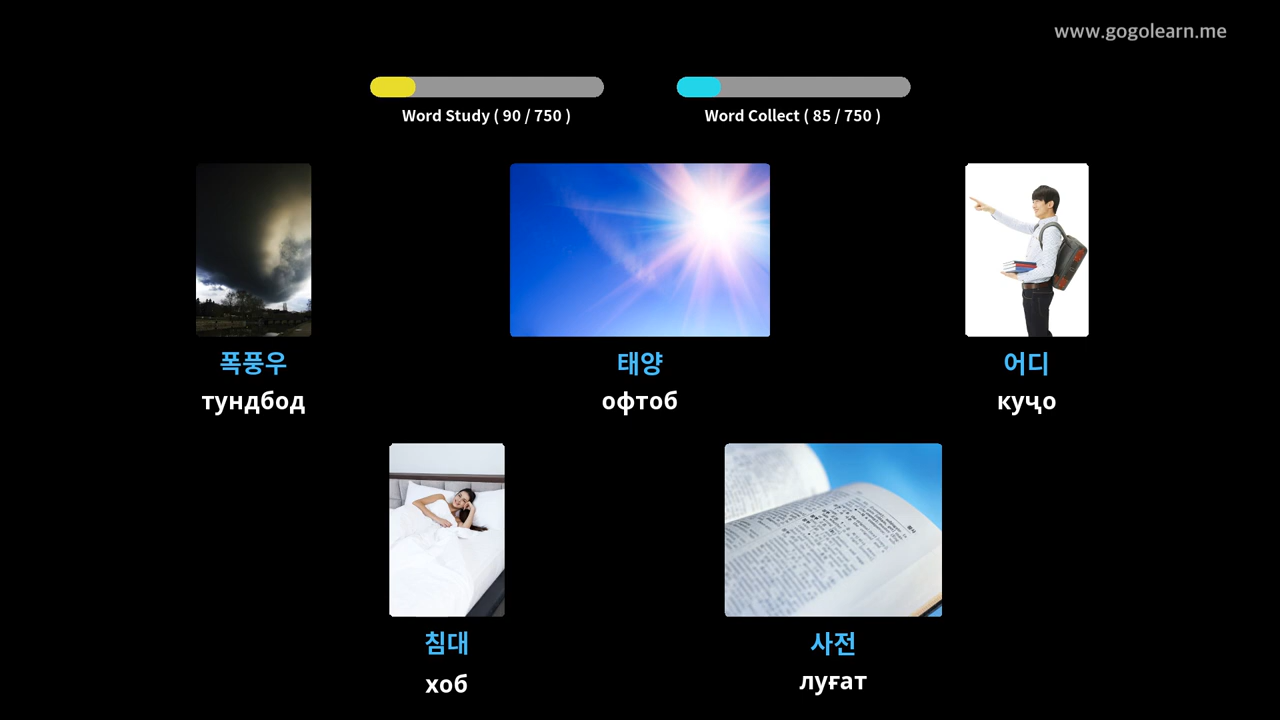 www.gogolearn.me
Word Study ( 90 / 750 )
Word Collect ( 85 / 750 )
폭풍우
тундбод
태양
офтоб
어디
куҷо
침대
хоб
사전
луғат